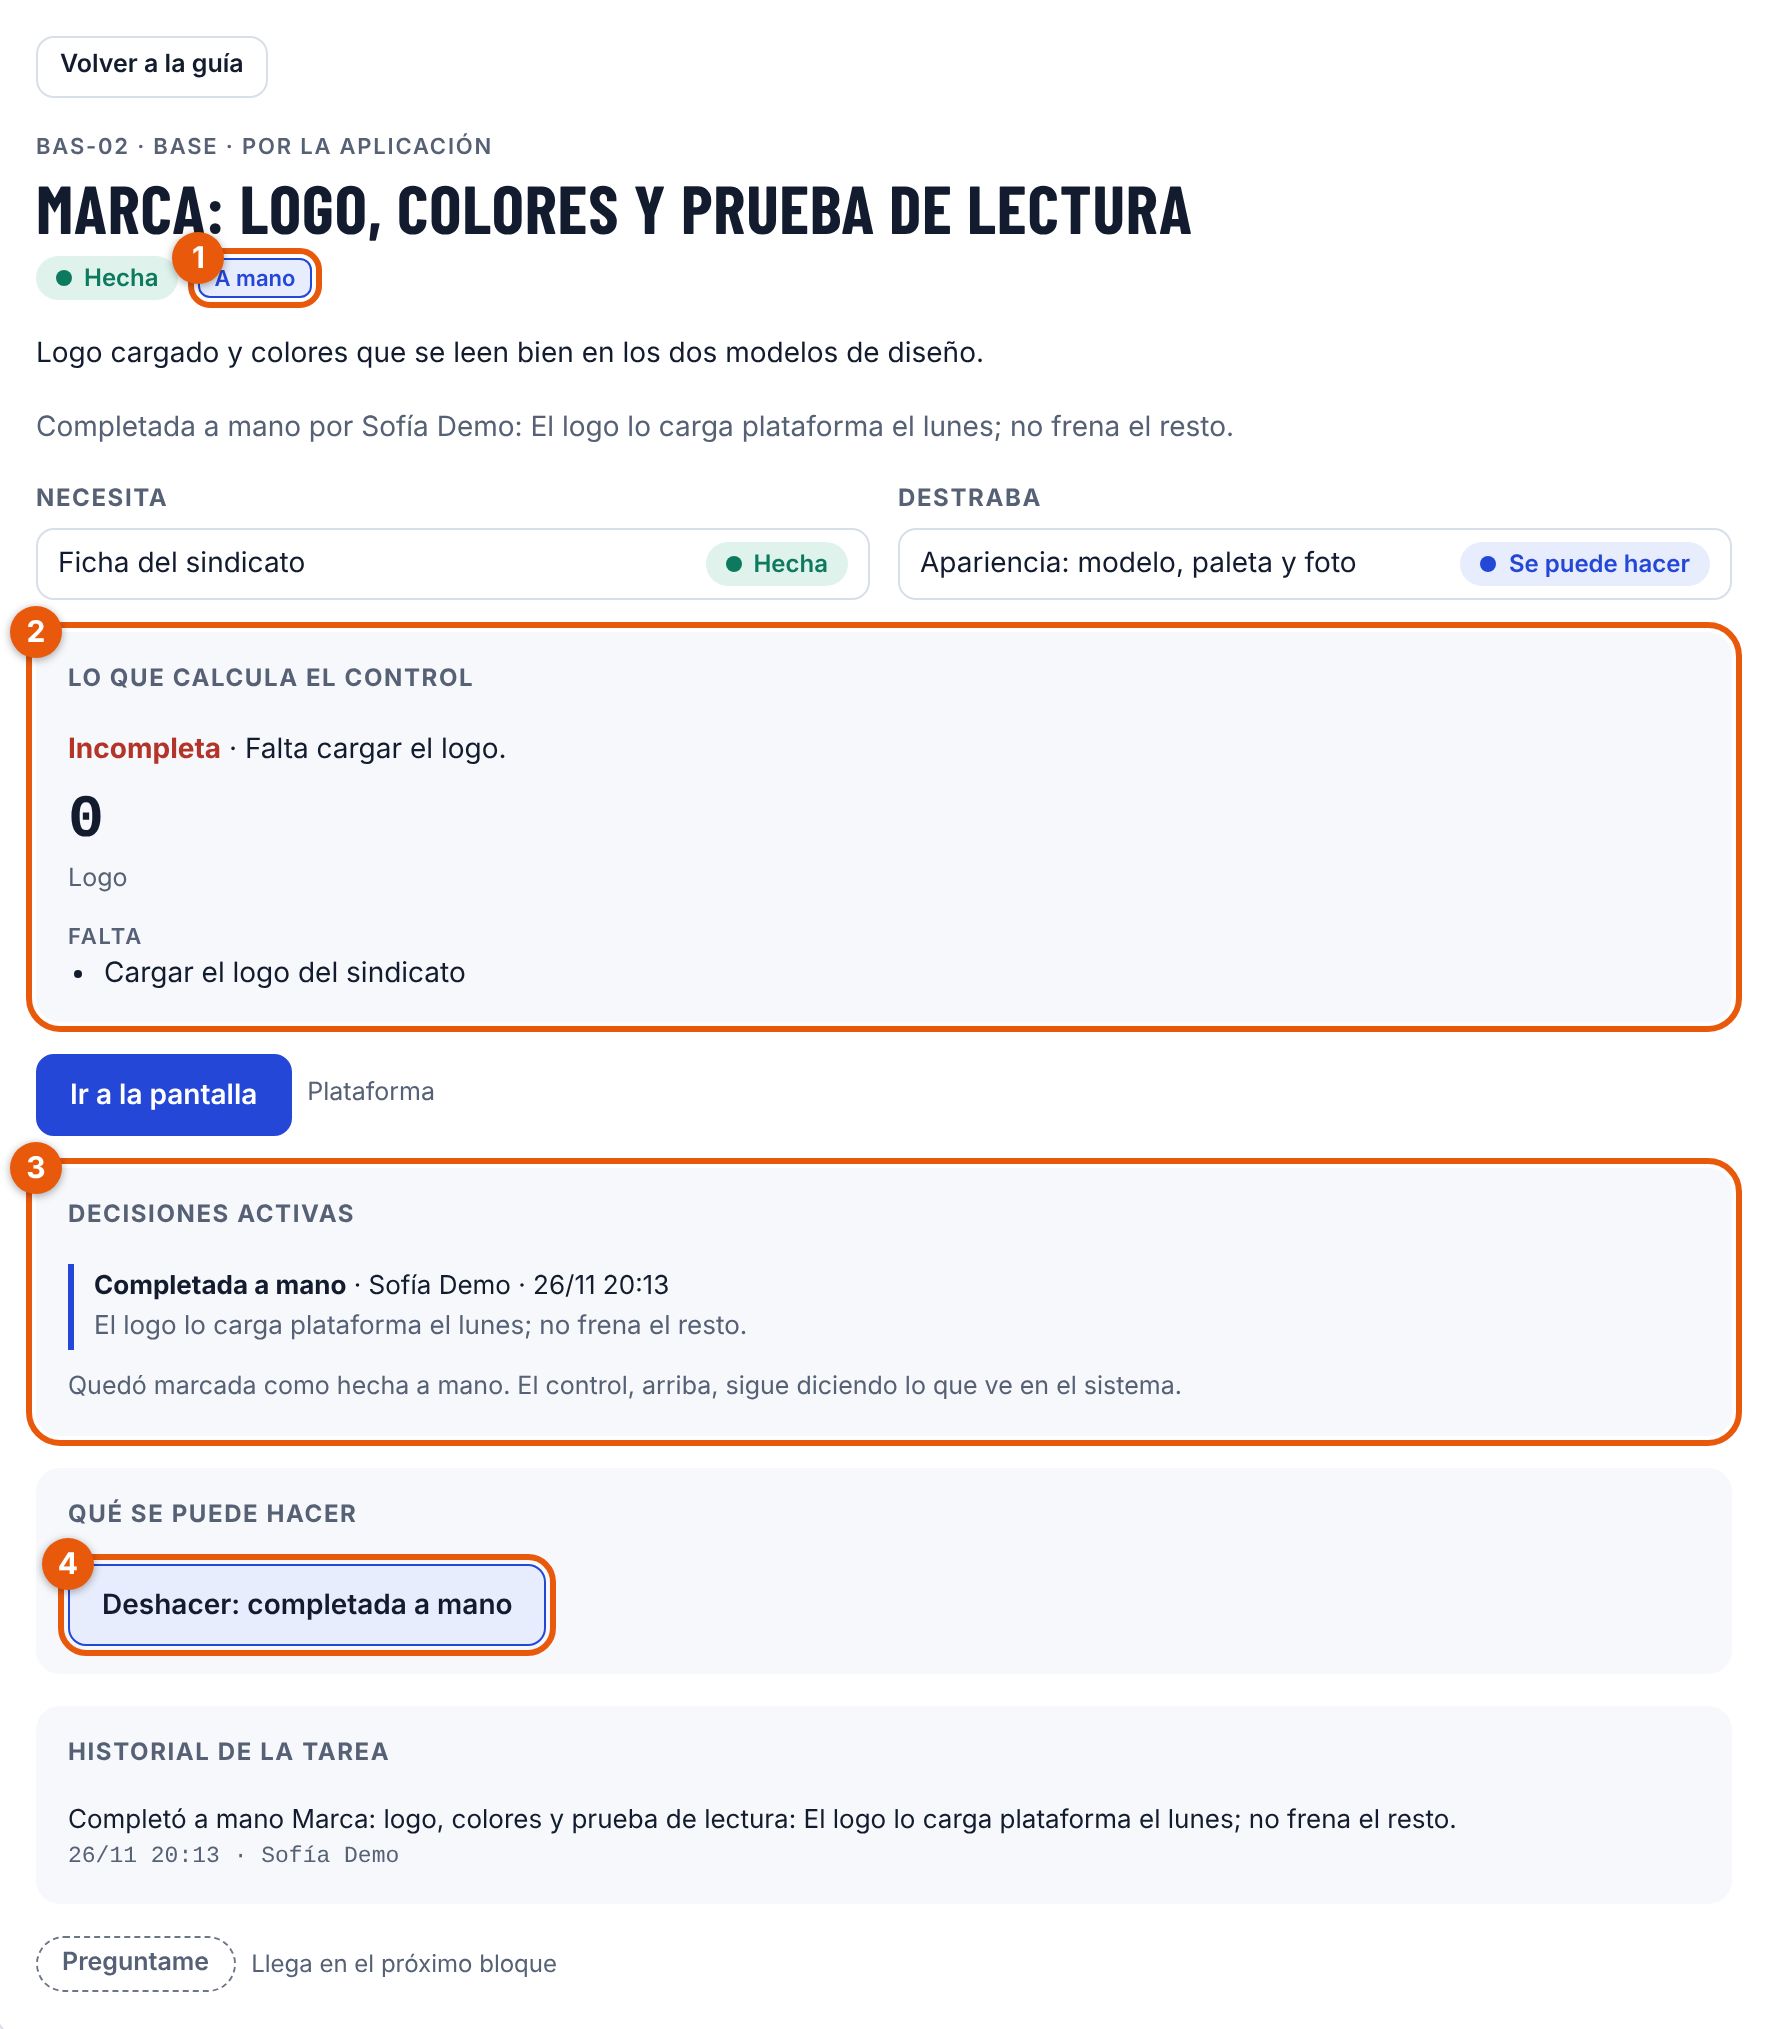 Volver a la guía
BAS-02 · BASE · POR LA APLICACIÓN
MARCA: LOGO, COLORES Y PRUEBA DE LECTURA
Hecha
1
A mano
Logo cargado y colores que se leen bien en los dos modelos de diseño.
Completada a mano por Sofía Demo: El logo lo carga plataforma el lunes; no frena el resto.
NECESITA
Ficha del sindicato
Hecha
DESTRABA
Apariencia: modelo, paleta y foto
Se puede hacer
2
LO QUE CALCULA EL CONTROL
Incompleta · Falta cargar el logo.
0
Logo
FALTA
• Cargar el logo del sindicato
Ir a la pantalla
Plataforma
3
DECISIONES ACTIVAS
Completada a mano · Sofía Demo · 26/11 20:13
El logo lo carga plataforma el lunes; no frena el resto.
Quedó marcada como hecha a mano. El control, arriba, sigue diciendo lo que ve en el sistema.
QUÉ SE PUEDE HACER
4
Deshacer: completada a mano
HISTORIAL DE LA TAREA
Completó a mano Marca: logo, colores y prueba de lectura: El logo lo carga plataforma el lunes; no frena el resto.
26/11 20:13 · Sofía Demo
Preguntame
Llega en el próximo bloque